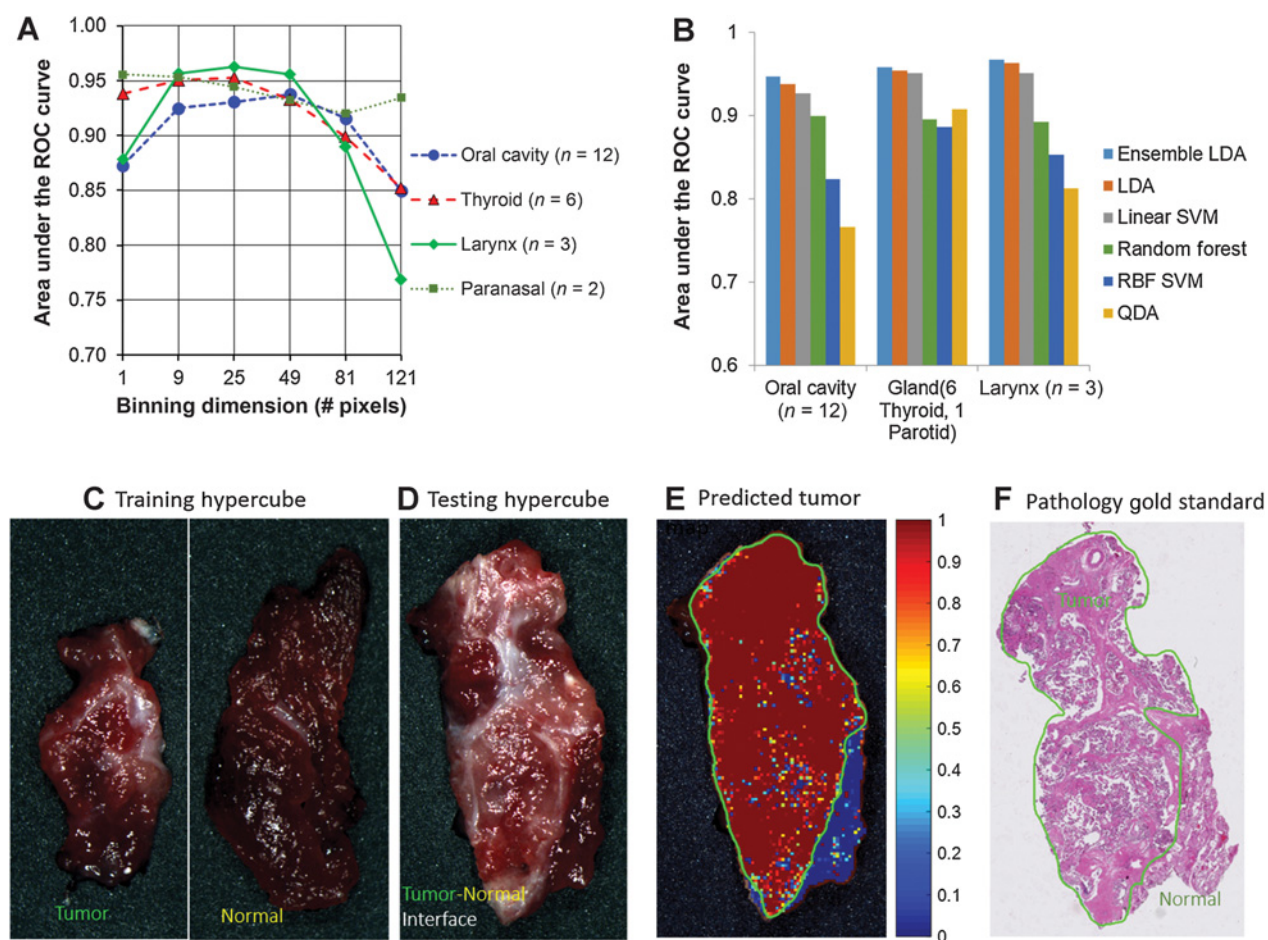 A
Area under the ROC curve
1.00
0.95
0.90
0.85
0.80
0.75
0.70
1 9 25 49 81 121
Binning dimension (# pixels)
Oral cavity (n = 12)
Thyroid (n = 6)
Larynx (n = 3)
Paranasal (n = 2)
B
Area under the ROC curve
1
0.9
0.8
0.7
0.6
Oral cavity
(n = 12)
Gland(6
Thyroid, 1
Parotid)
Larynx (n = 3)
Ensemble LDA
LDA
Linear SVM
Random forest
RBF SVM
QDA
C Training hypercube
Tumor
Normal
D Testing hypercube
Tumor-Normal
Interface
E Predicted tumor
1
0.9
0.8
0.7
0.6
0.5
0.4
0.3
0.2
0.1
0
F Pathology gold standard
Tumor
Normal